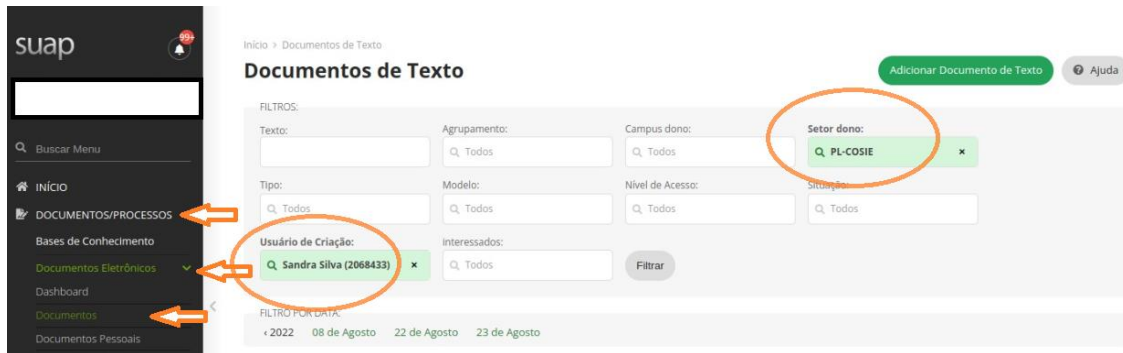 suap
99+
Buscar Menu
INÍCIO
DOCUMENTOS/PROCESSOS
Bases de Conhecimento
Documentos Eletrônicos
Dashboard
Documentos
Documentos Pessoais
Início > Documentos de Texto
Documentos de Texto
Adicionar Documento de Texto
Ajuda
FILTROS:
Texto: Agrupamento: Campus dono: Setor dono:
Todos Todos PL-COSIE ×
Tipo: Modelo: Nível de Acesso: Situação:
Todos Todos Todos Todos
Usuário de Criação: Interessados:
Sandra Silva (2068433) × Todos Filtrar
FILTRO POR DATA:
‹ 2022 08 de Agosto 22 de Agosto 23 de Agosto